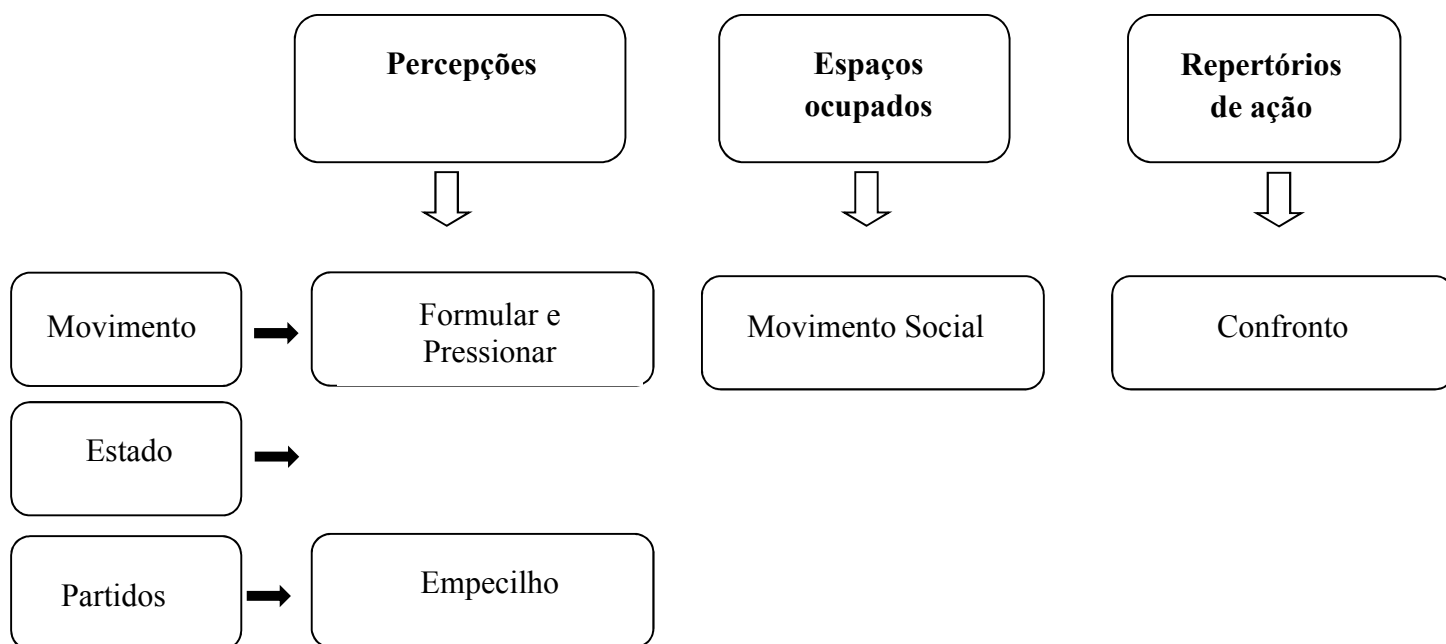 Percepções
Espaços
ocupados
Repertórios
de ação
Movimento
Formular e
Pressionar
Movimento Social
Confronto
Estado
Partidos
Empecilho